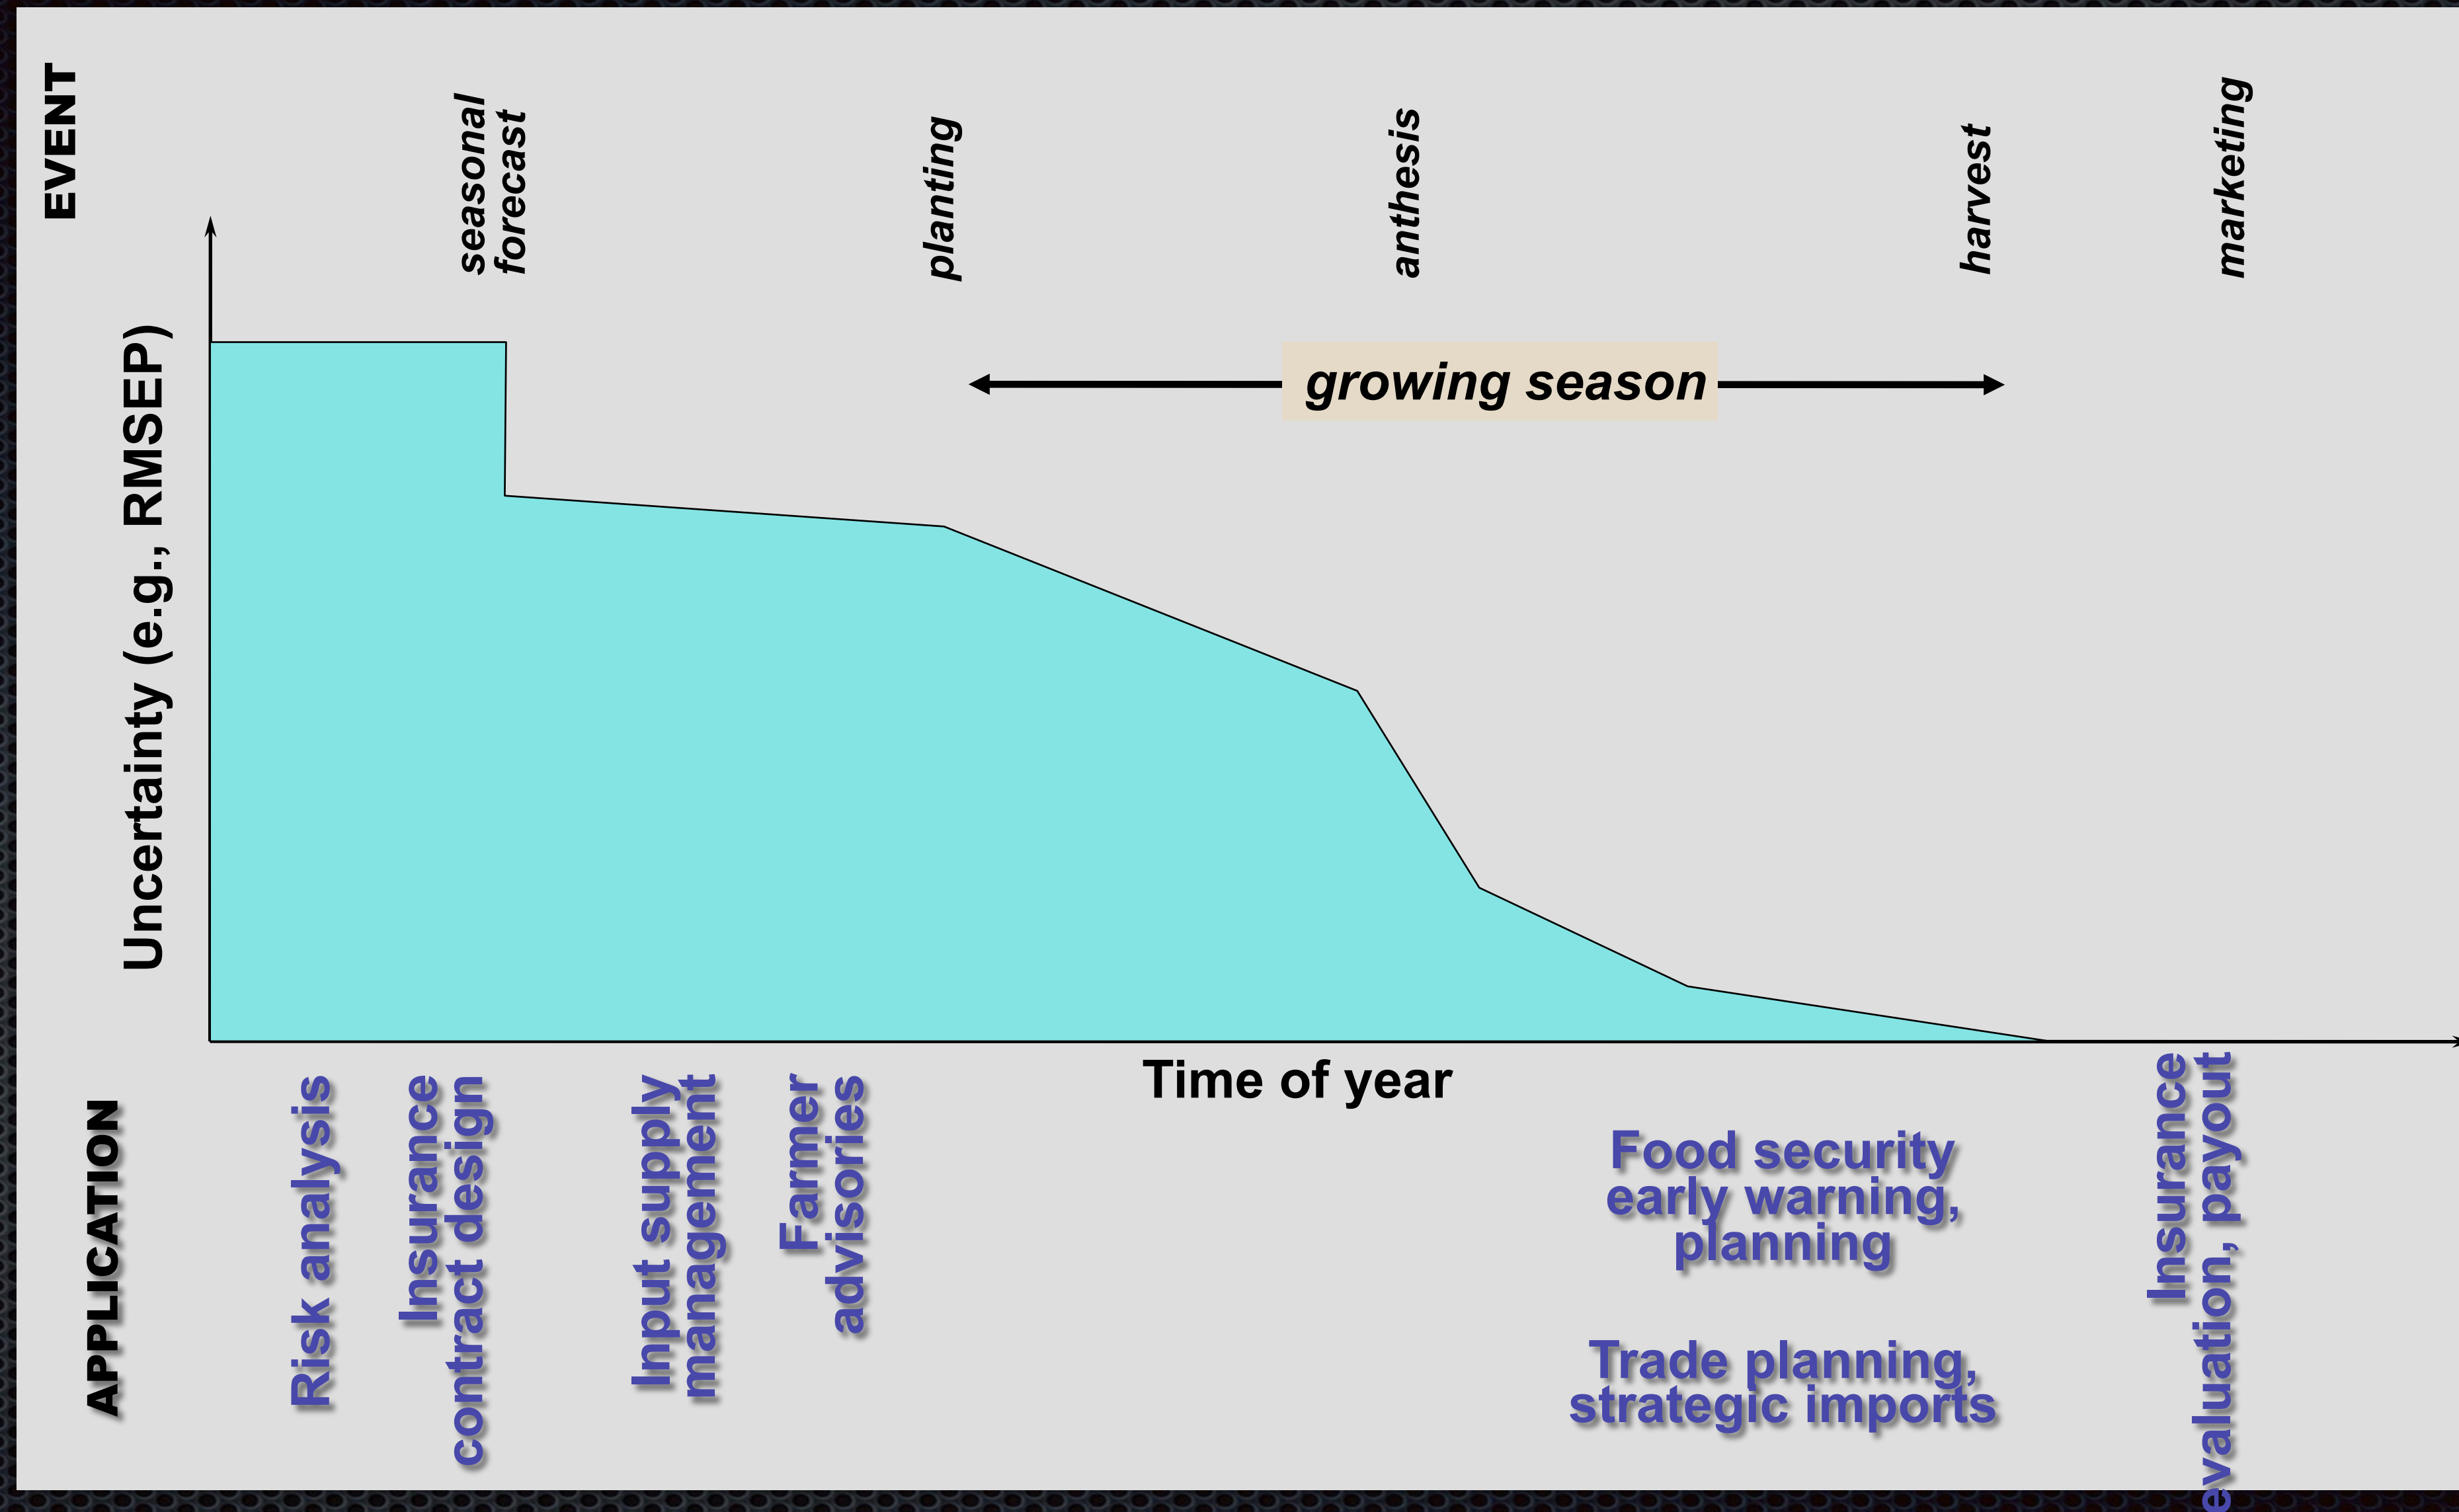 EVENT
seasonal
forecast
planting
anthesis
harvest
marketing
growing season
Uncertainty (e.g., RMSEP)
Time of year
APPLICATION
Risk analysis
Insurance
contract design
Input supply
management
Farmer
advisories
Food security
early warning,
planning
Trade planning,
strategic imports
Insurance
evaluation, payout